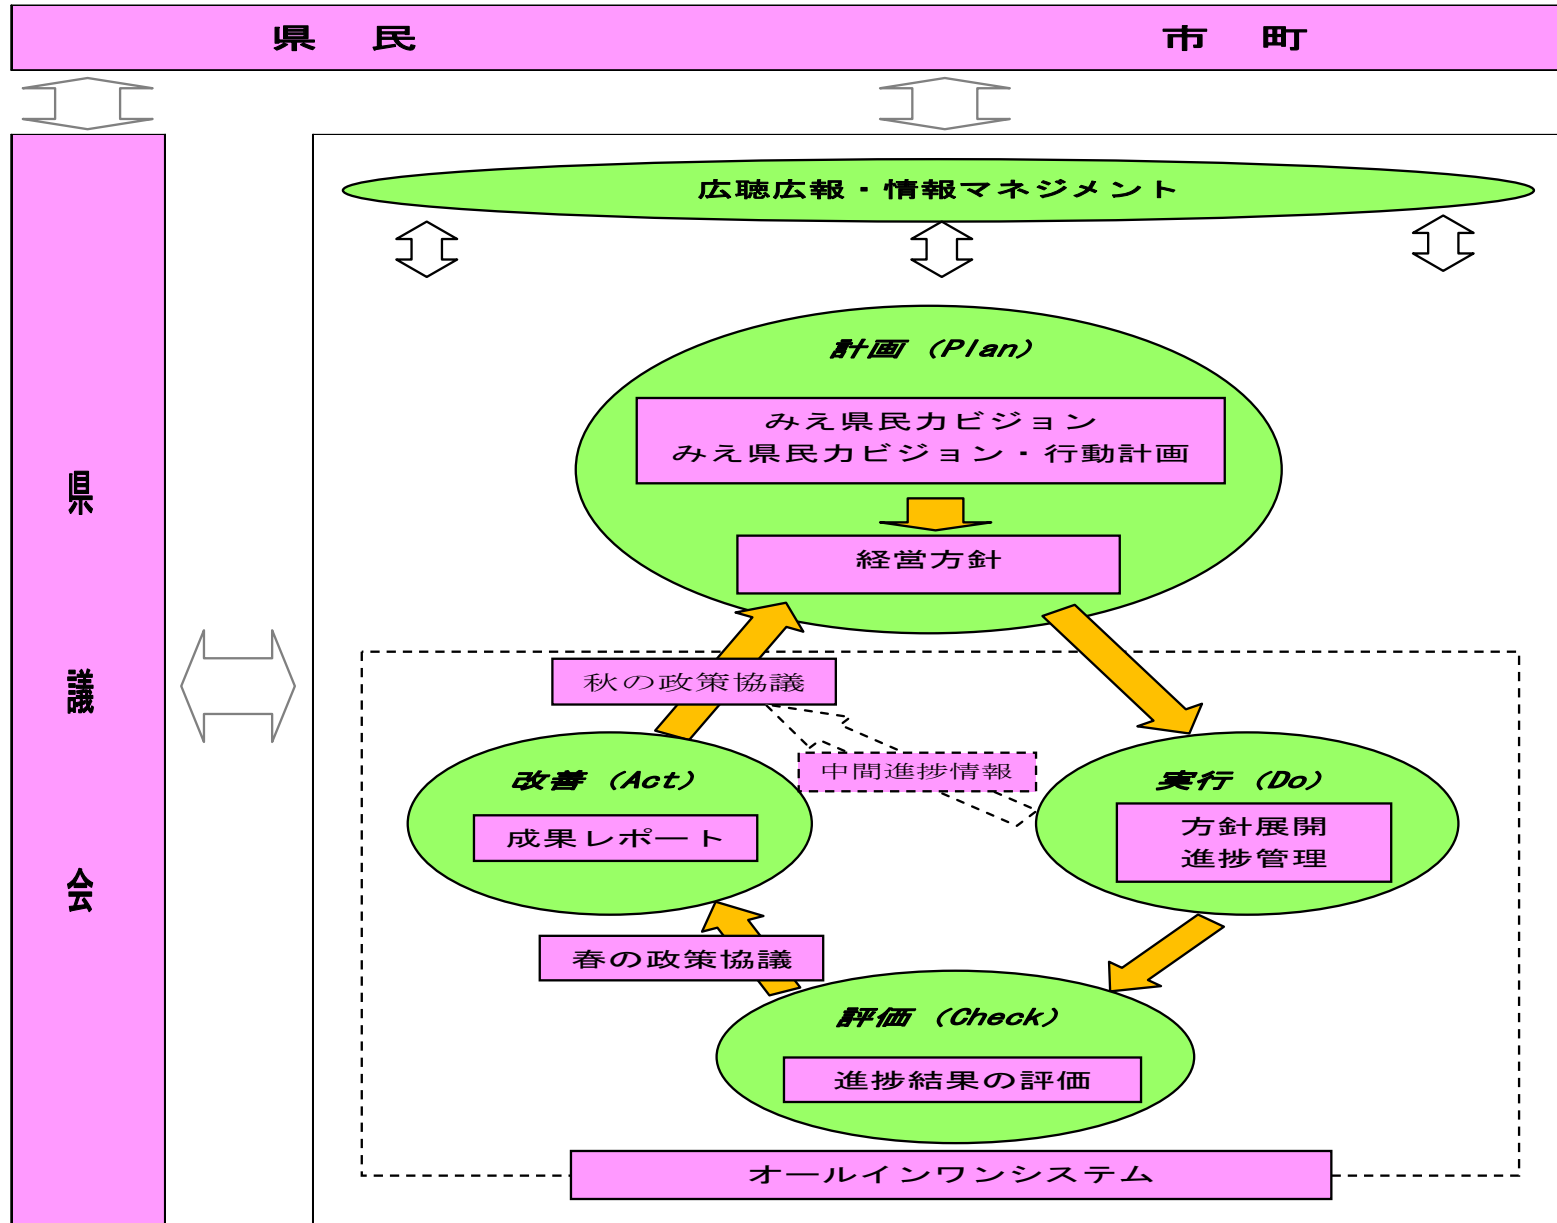 県　民
市　町
広聴広報・情報マネジメント
計画（Plan）
みえ県民力ビジョン
みえ県民力ビジョン・行動計画
経営方針
県議会
秋の政策協議
中間進捗情報
改善（Act）
成果レポート
実行（Do）
方針展開
進捗管理
春の政策協議
評価（Check）
進捗結果の評価
オールインワンシステム